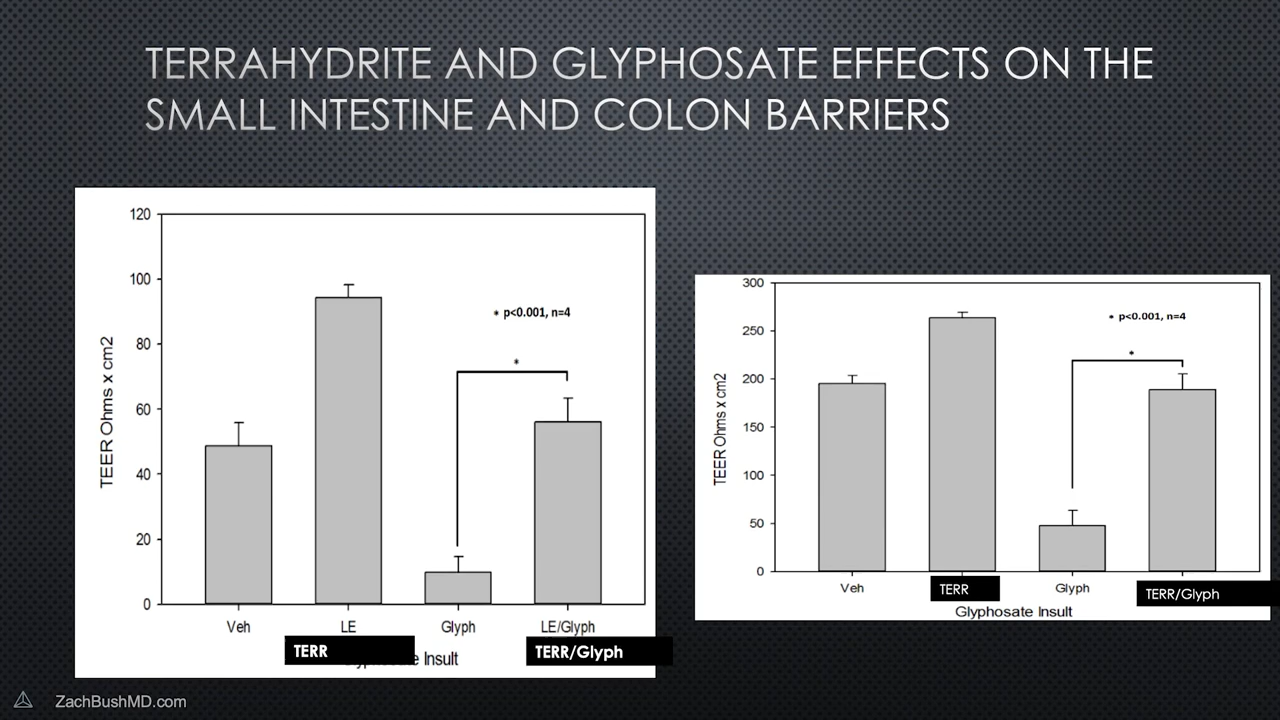 TERRAHYDRITE AND GLYPHOSATE EFFECTS ON THE
SMALL INTESTINE AND COLON BARRIERS
120
100
80
60
40
20
0
TEER Ohms x cm2
* p<0.001, n=4
*
Veh
LE
Glyph
LE/Glyph
TERR
TERR/Glyph
Insult
300
250
200
150
100
50
0
TEER Ohms x cm2
* p<0.001, n=4
*
Veh
TERR
Glyph
TERR/Glyph
Glyphosate Insult
ZachBushMD.com